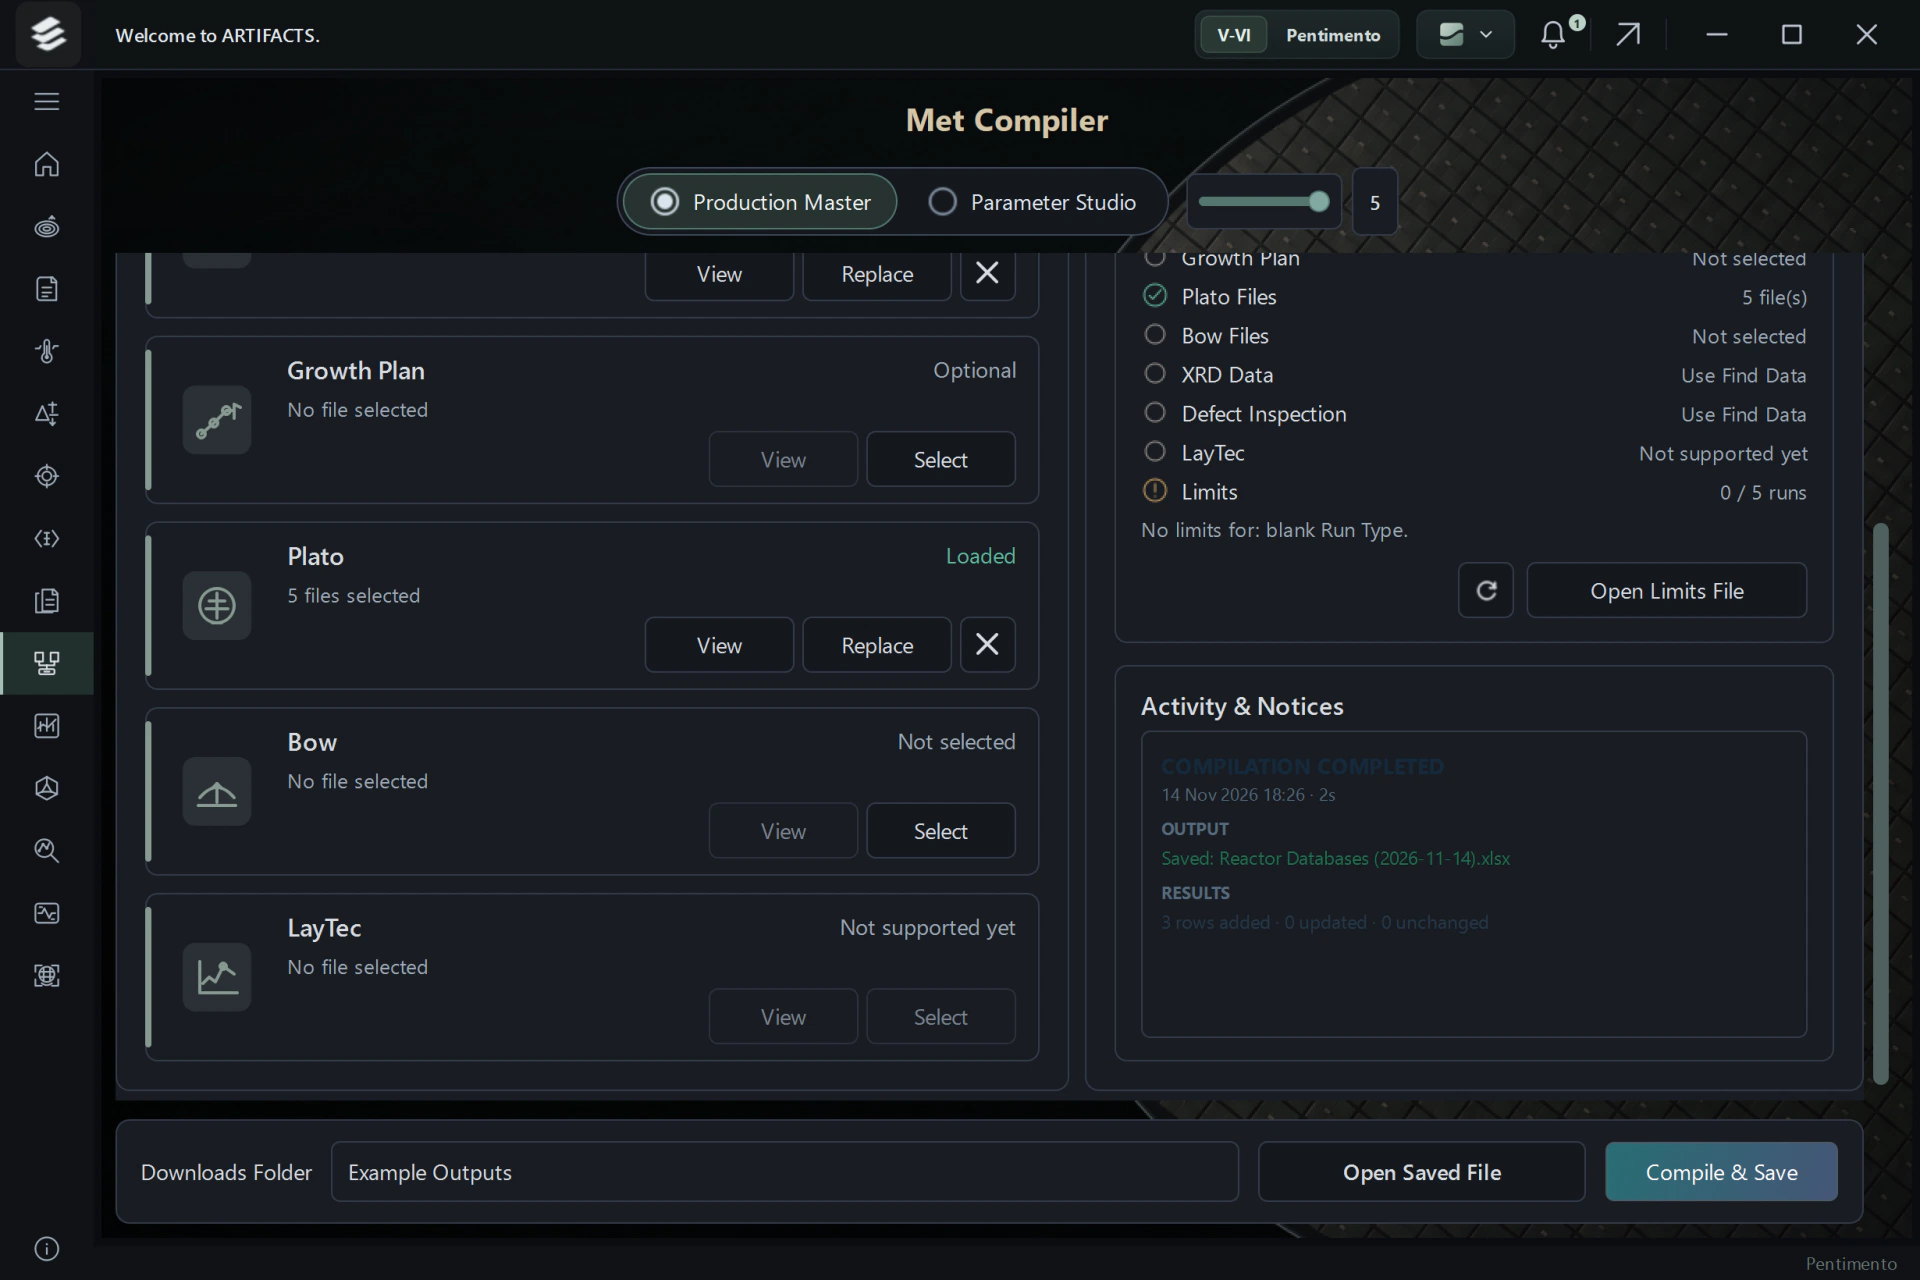 Welcome to ARTIFACTS.
V-VI
Pentimento
1
Met Compiler
Production Master
Parameter Studio
5
View
Replace
Growth Plan
Optional
No file selected
View
Select
Plato
Loaded
5 files selected
View
Replace
Bow
Not selected
No file selected
View
Select
LayTec
Not supported yet
No file selected
View
Select
Growth Plan
Not selected
Plato Files
5 file(s)
Bow Files
Not selected
XRD Data
Use Find Data
Defect Inspection
Use Find Data
LayTec
Not supported yet
Limits
0 / 5 runs
No limits for: blank Run Type.
Open Limits File
Activity & Notices
COMPILATION COMPLETED
14 Nov 2026 18:26 · 2s
OUTPUT
Saved: Reactor Databases (2026-11-14).xlsx
RESULTS
3 rows added · 0 updated · 0 unchanged
Downloads Folder
Example Outputs
Open Saved File
Compile & Save
Pentimento